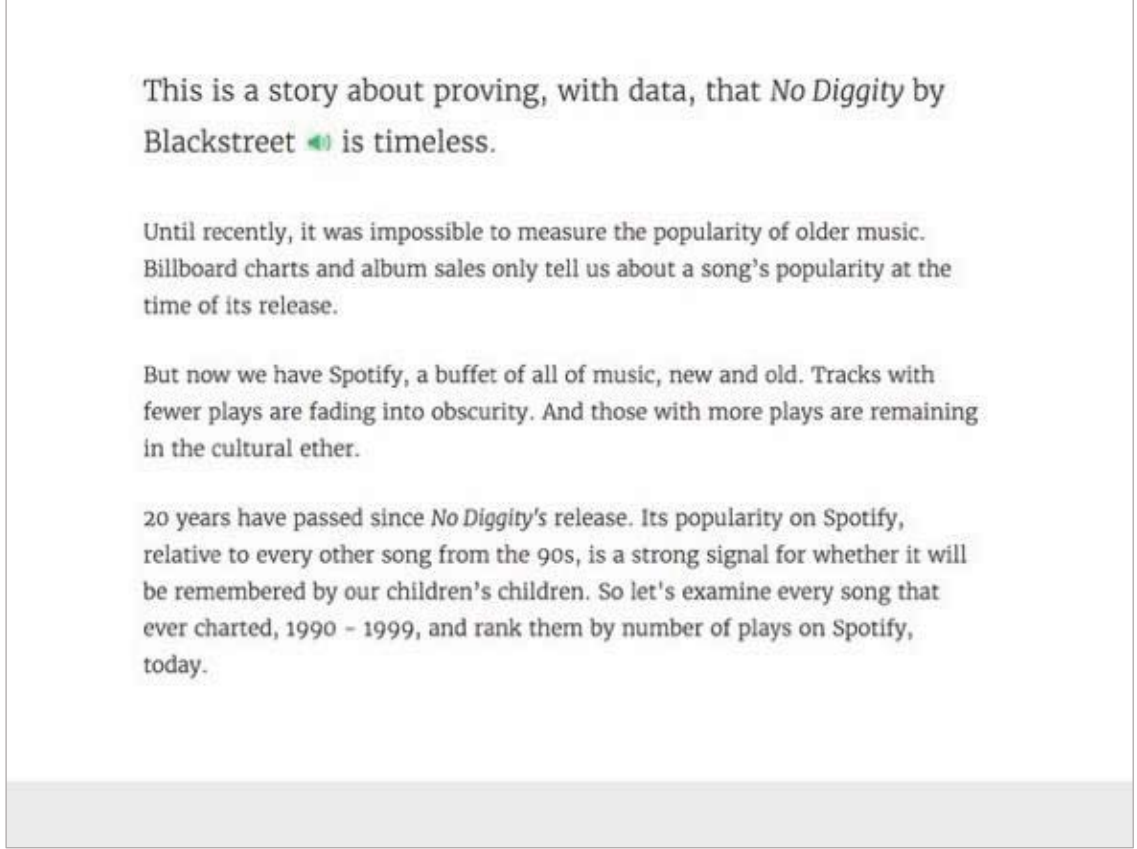 This is a story about proving, with data, that No Diggity by
Blackstreet is timeless.
Until recently, it was impossible to measure the popularity of older music.
Billboard charts and album sales only tell us about a song's popularity at the
time of its release.
But now we have Spotify, a buffet of all of music, new and old. Tracks with
fewer plays are fading into obscurity. And those with more plays are remaining
in the cultural ether.
20 years have passed since No Diggity's release. Its popularity on Spotify,
relative to every other song from the 90s, is a strong signal for whether it will
be remembered by our children's children. So let's examine every song that
ever charted, 1990 – 1999, and rank them by number of plays on Spotify,
today.